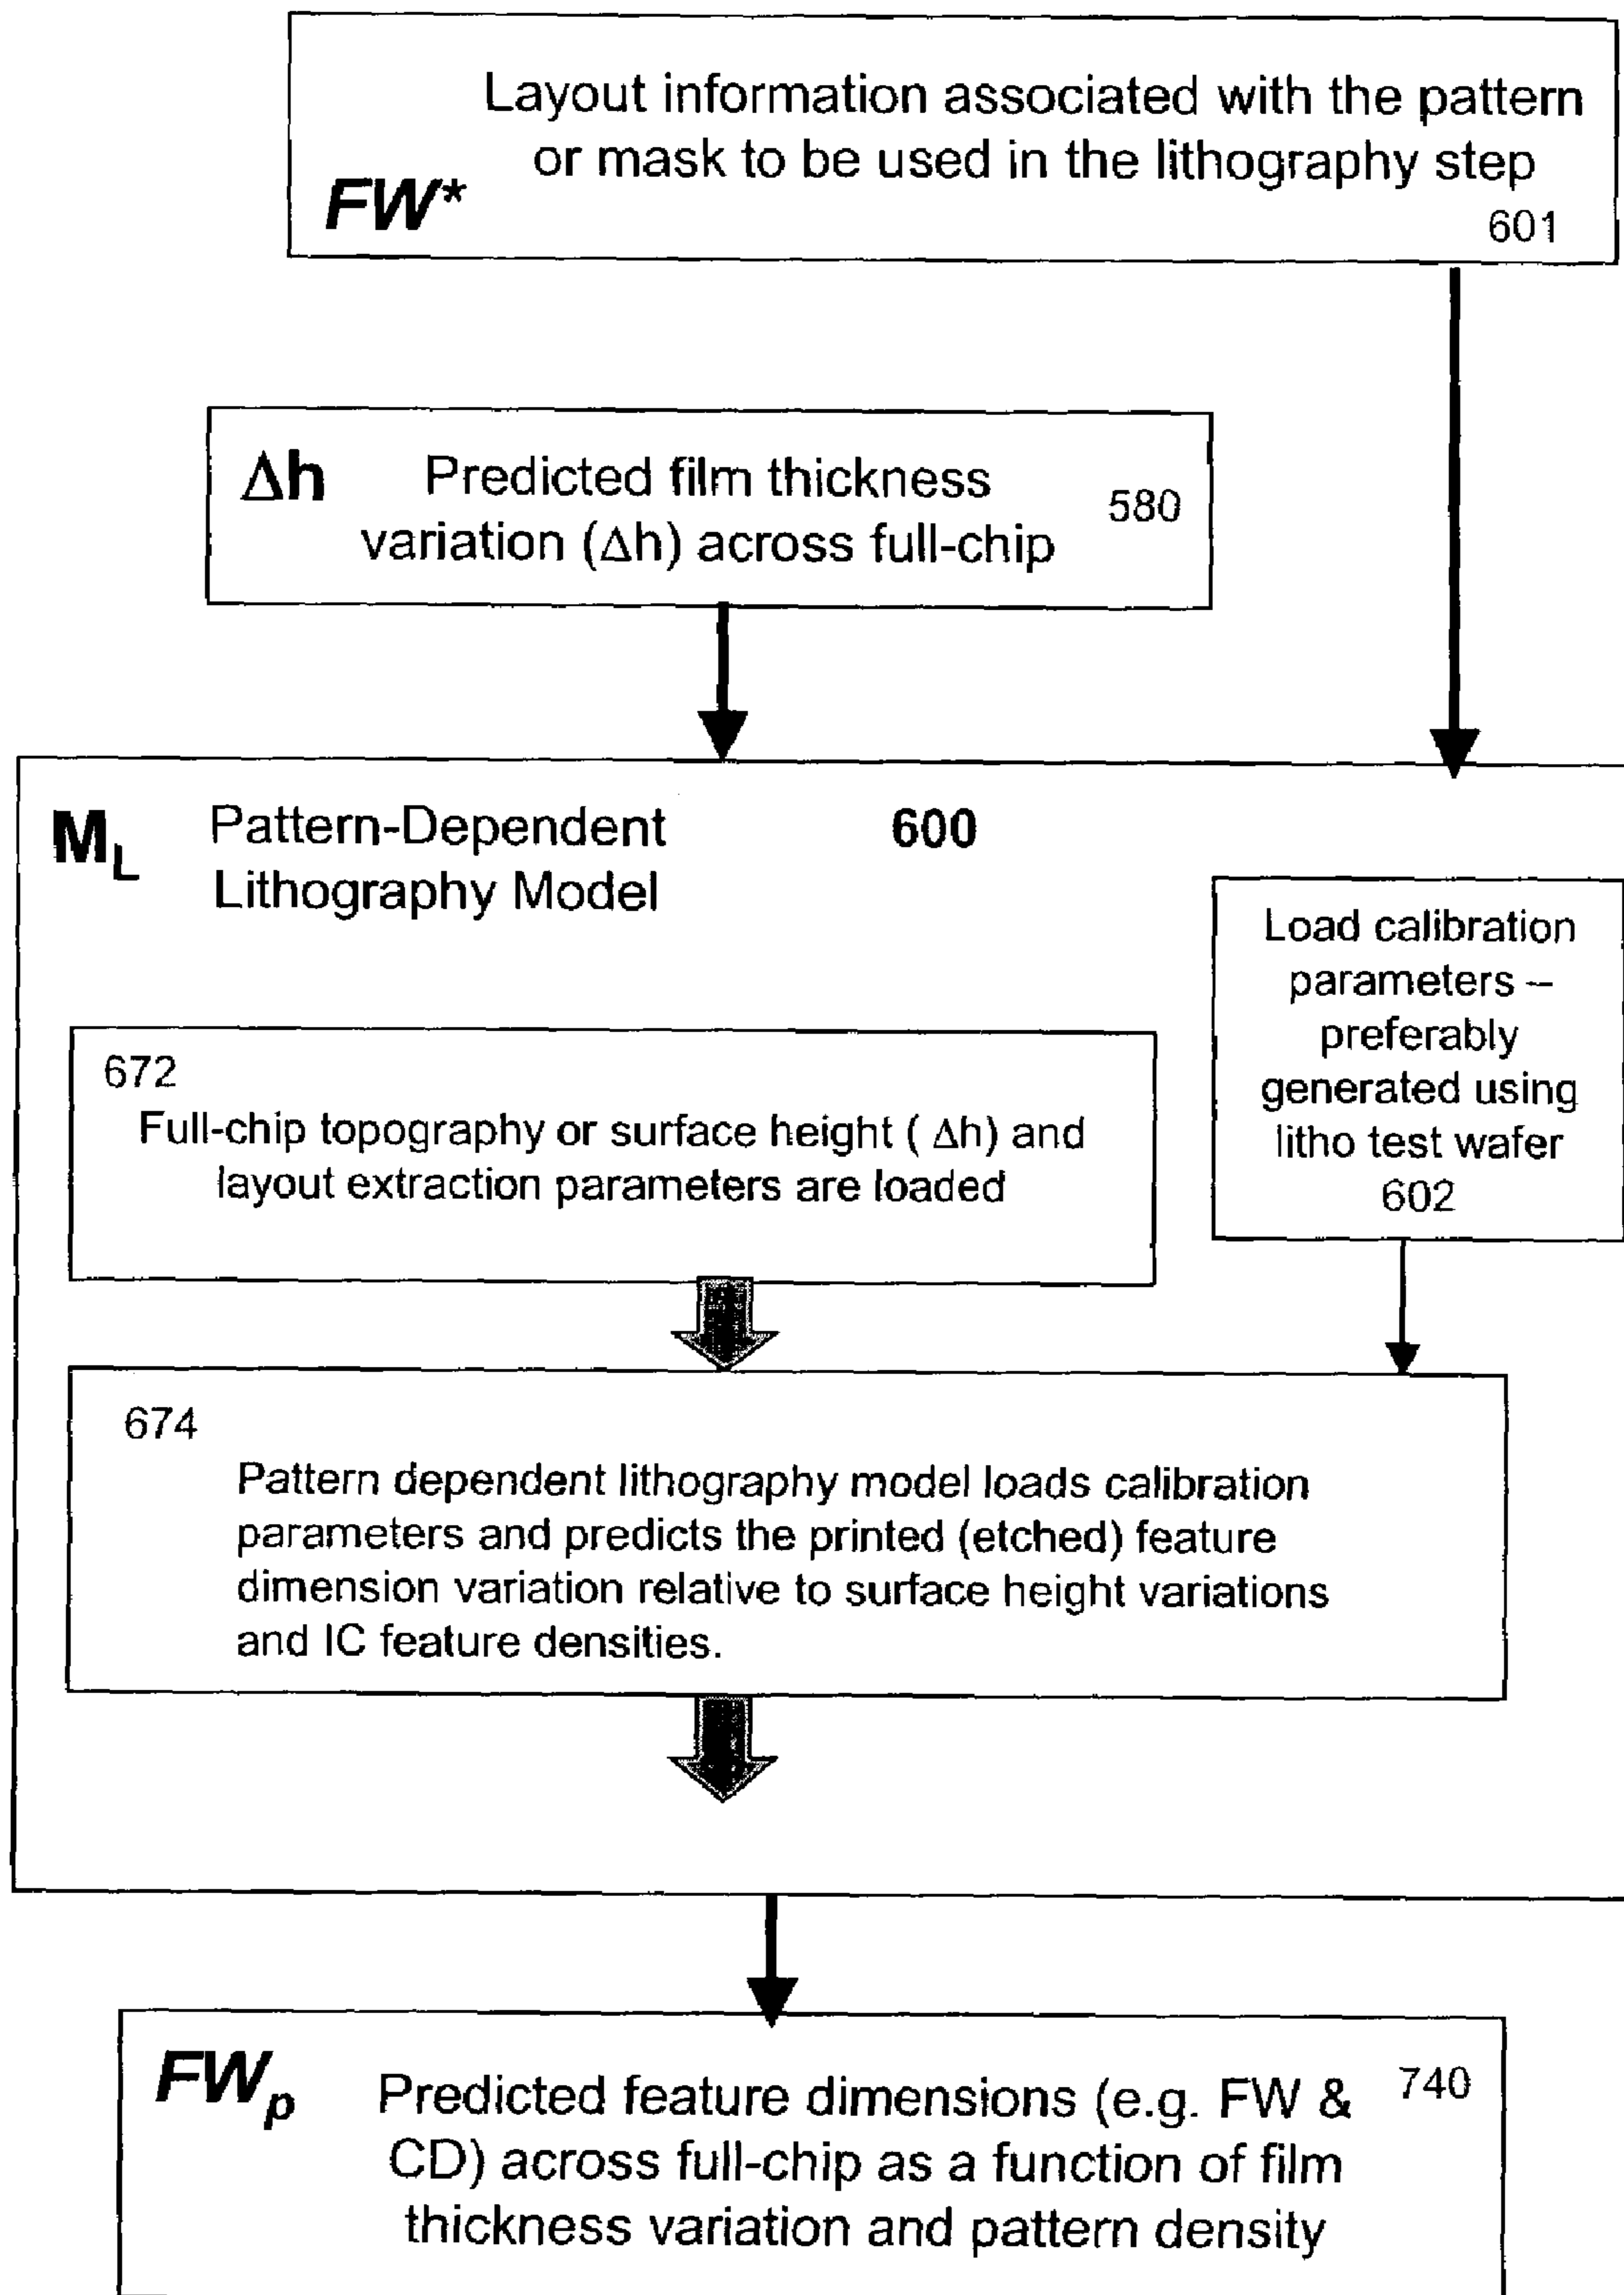 Layout information associated with the pattern
or mask to be used in the lithography step
FW*
601
Δh Predicted film thickness
variation (Δh) across full-chip
580
M_L Pattern-Dependent
Lithography Model
600
Load calibration
parameters –
preferably
generated using
litho test wafer
602
672
Full-chip topography or surface height ( Δh) and
layout extraction parameters are loaded
674
Pattern dependent lithography model loads calibration
parameters and predicts the printed (etched) feature
dimension variation relative to surface height variations
and IC feature densities.
FW_p Predicted feature dimensions (e.g. FW &
CD) across full-chip as a function of film
thickness variation and pattern density
740